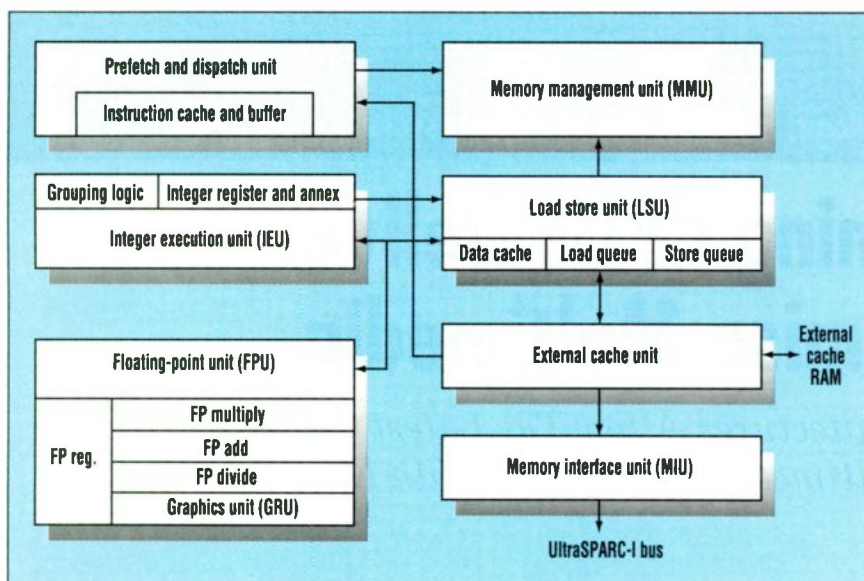 Prefetch and dispatch unit
Instruction cache and buffer
Memory management unit (MMU)
Grouping logic
Integer register and annex
Integer execution unit (IEU)
Load store unit (LSU)
Data cache
Load queue
Store queue
Floating-point unit (FPU)
FP reg.
FP multiply
FP add
FP divide
Graphics unit (GRU)
External cache unit
External
cache
RAM
Memory interface unit (MIU)
UltraSPARC-I bus